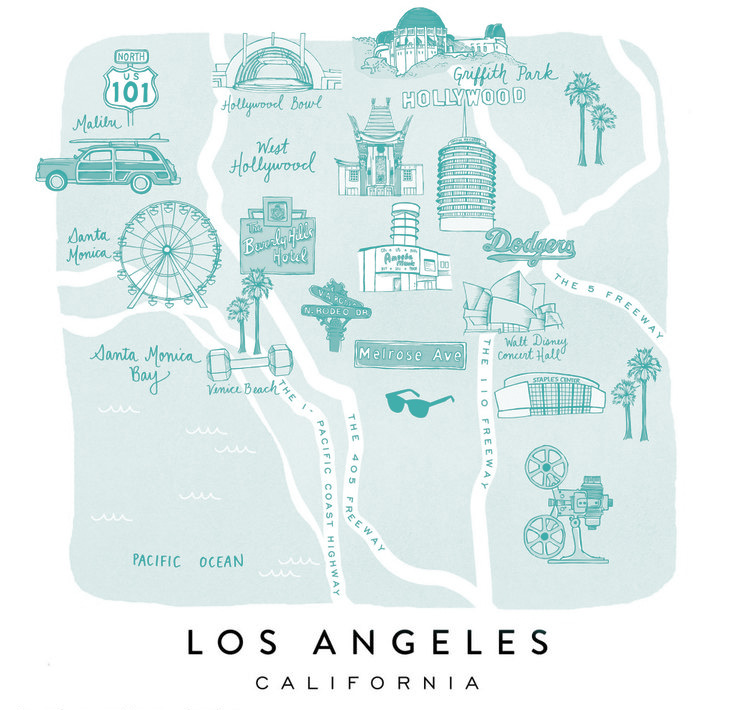 NORTH
US
101
Malibu
Hollywood Bowl
Griffith Park
HOLLYWOOD
West
Hollywood
Santa
Monica
The
Beverly Hills
Hotel
Amoeba
Music
Dodgers
N. RODEO DR
Melrose Ave
THE 5 FREEWAY
Walt Disney
Concert Hall
STAPLES CENTER
Santa Monica
Bay
Venice Beach
THE 1 - PACIFIC COAST HIGHWAY
THE 405 FREEWAY
THE 110 FREEWAY
PACIFIC OCEAN
LOS ANGELES
CALIFORNIA